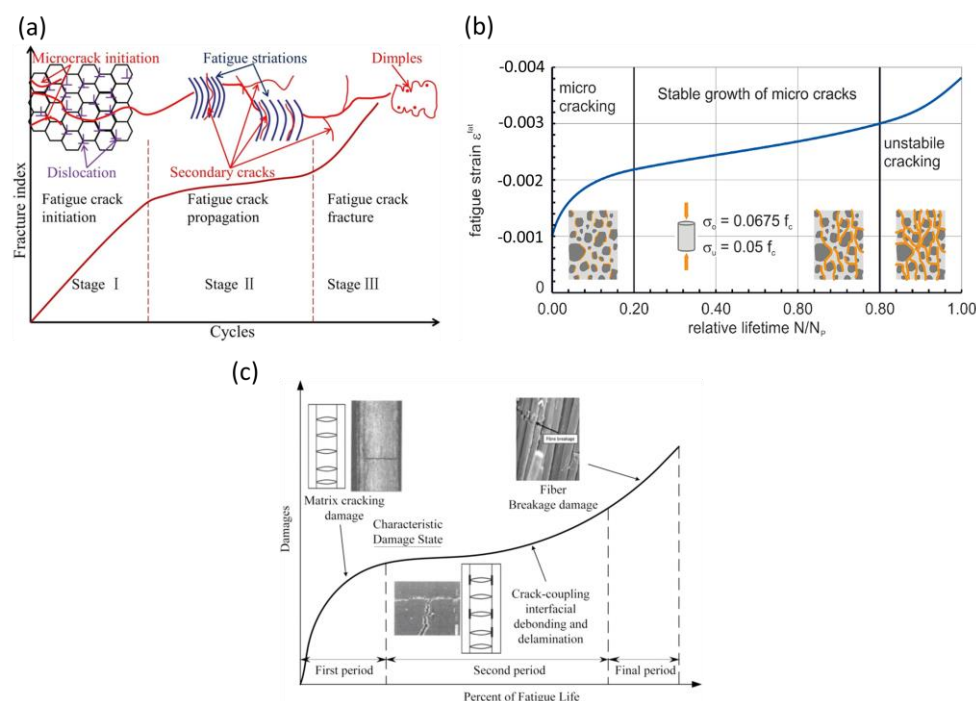 (a)
Microcrack initiation
Fatigue striations
Dimples
Dislocation
Secondary cracks
Fatigue crack
initiation
Fatigue crack
propagation
Fatigue crack
fracture
Stage I
Stage II
Stage III
Fracture index
Cycles
(b)
-0.004
-0.003
-0.002
-0.001
0
fatigue strain ε^fat
micro
cracking
Stable growth of micro cracks
unstabile
cracking
σₒ = 0.0675 f꜀
σᵤ = 0.05 f꜀
0.00 0.20 0.40 0.60 0.80 1.00
relative lifetime N/Nₚ
(c)
Damages
Matrix cracking
damage
Characteristic
Damage State
Fibre breakage
Fiber
Breakage damage
Crack-coupling
interfacial
debonding and
delamination
First period
Second period
Final period
Percent of Fatigue Life